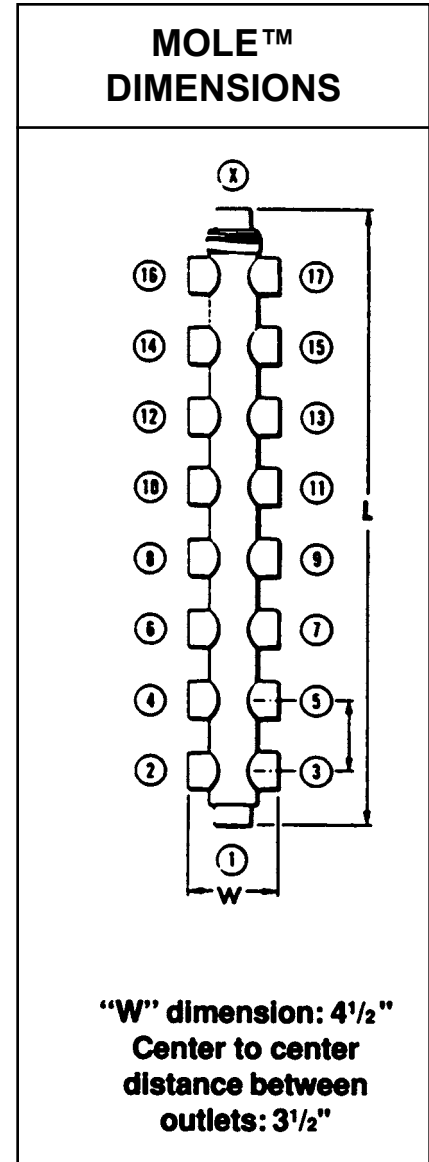 MOLE™
DIMENSIONS
X
16 17
14 15
12 13
10 11
L
8 9
6 7
4 5
2 3
1
W
“W” dimension: 4½"
Center to center
distance between
outlets: 3½"